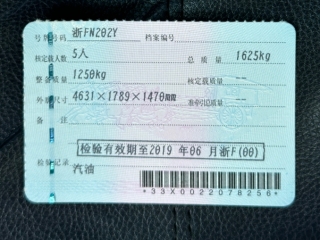 号牌号码 浙FN202Y 档案编号
核定载人数 5人 总质量 1625kg
整备质量 1250kg 核定载质量 --
外廓尺寸 4631×1789×1470mm 准牵引总质量 --
备注
检验有效期至2019年06月浙F(00)
检验记录 汽油
*33X0022078256*